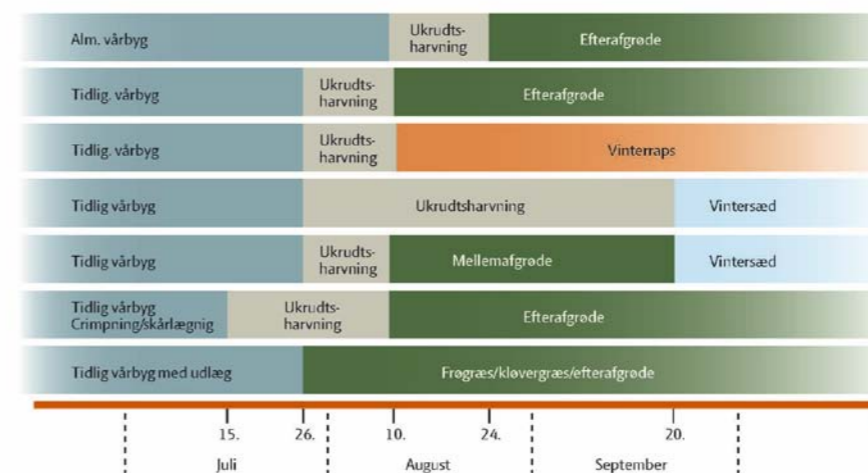 Alm. vårbyg
Ukrudts-
harvning
Efterafgrøde
Tidlig. vårbyg
Ukrudts-
harvning
Efterafgrøde
Tidlig. vårbyg
Ukrudts-
harvning
Vinterraps
Tidlig vårbyg
Ukrudtsharvning
Vintersæd
Tidlig vårbyg
Ukrudts-
harvning
Mellemafgrøde
Vintersæd
Tidlig vårbyg
Crimpning/skårlægnig
Ukrudts-
harvning
Efterafgrøde
Tidlig vårbyg med udlæg
Frøgræs/kløvergræs/efterafgrøde
15.
26.
10.
24.
20.
Juli
August
September